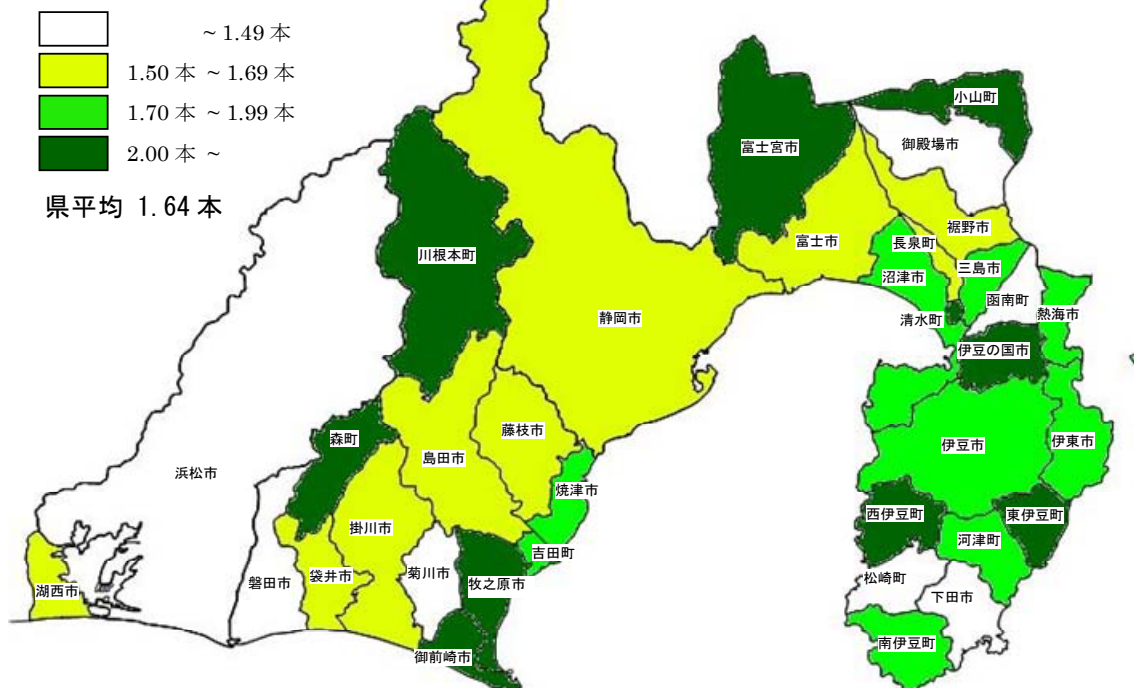 ~ 1.49 本
1.50 本 ~ 1.69 本
1.70 本 ~ 1.99 本
2.00 本 ~
県平均 1.64 本
小山町
御殿場市
富士宮市
裾野市
富士市
長泉町
三島市
沼津市
函南町
川根本町
熱海市
静岡市
清水町
伊豆の国市
藤枝市
森町
伊東市
伊豆市
島田市
浜松市
焼津市
西伊豆町
東伊豆町
掛川市
河津町
吉田町
菊川市
袋井市
松崎町
磐田市
牧之原市
湖西市
下田市
南伊豆町
御前崎市